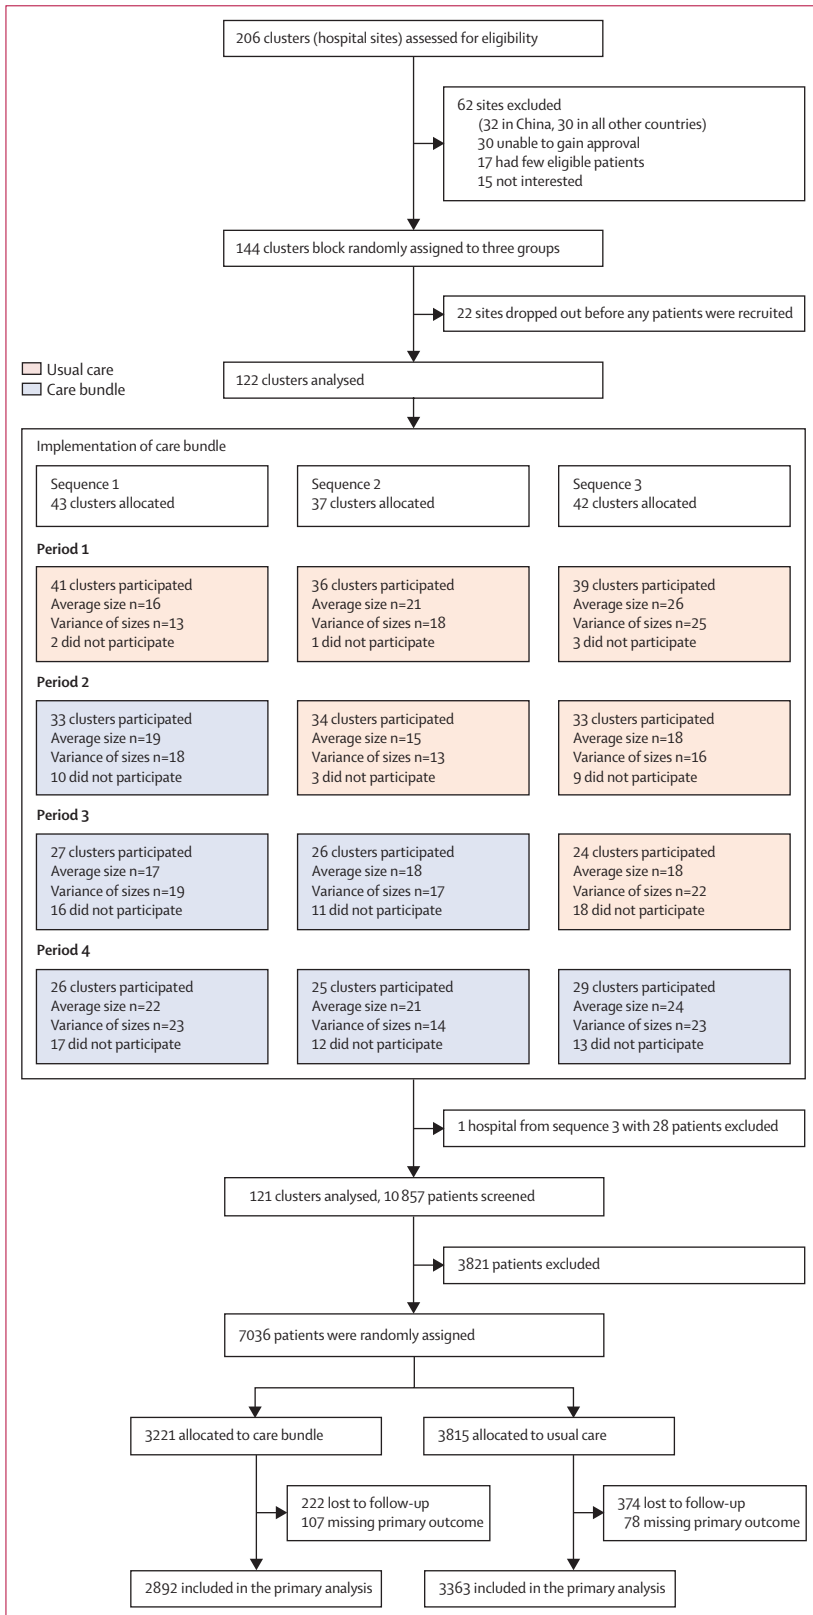 206 clusters (hospital sites) assessed for eligibility
62 sites excluded
(32 in China, 30 in all other countries)
30 unable to gain approval
17 had few eligible patients
15 not interested
144 clusters block randomly assigned to three groups
22 sites dropped out before any patients were recruited
Usual care
Care bundle
122 clusters analysed
Implementation of care bundle
Sequence 1
43 clusters allocated
Sequence 2
37 clusters allocated
Sequence 3
42 clusters allocated
Period 1
41 clusters participated
Average size n=16
Variance of sizes n=13
2 did not participate
36 clusters participated
Average size n=21
Variance of sizes n=18
1 did not participate
39 clusters participated
Average size n=26
Variance of sizes n=25
3 did not participate
Period 2
33 clusters participated
Average size n=19
Variance of sizes n=18
10 did not participate
34 clusters participated
Average size n=15
Variance of sizes n=13
3 did not participate
33 clusters participated
Average size n=18
Variance of sizes n=16
9 did not participate
Period 3
27 clusters participated
Average size n=17
Variance of sizes n=19
16 did not participate
26 clusters participated
Average size n=18
Variance of sizes n=17
11 did not participate
24 clusters participated
Average size n=18
Variance of sizes n=22
18 did not participate
Period 4
26 clusters participated
Average size n=22
Variance of sizes n=23
17 did not participate
25 clusters participated
Average size n=21
Variance of sizes n=14
12 did not participate
29 clusters participated
Average size n=24
Variance of sizes n=23
13 did not participate
1 hospital from sequence 3 with 28 patients excluded
121 clusters analysed, 10 857 patients screened
3821 patients excluded
7036 patients were randomly assigned
3221 allocated to care bundle
3815 allocated to usual care
222 lost to follow-up
107 missing primary outcome
374 lost to follow-up
78 missing primary outcome
2892 included in the primary analysis
3363 included in the primary analysis